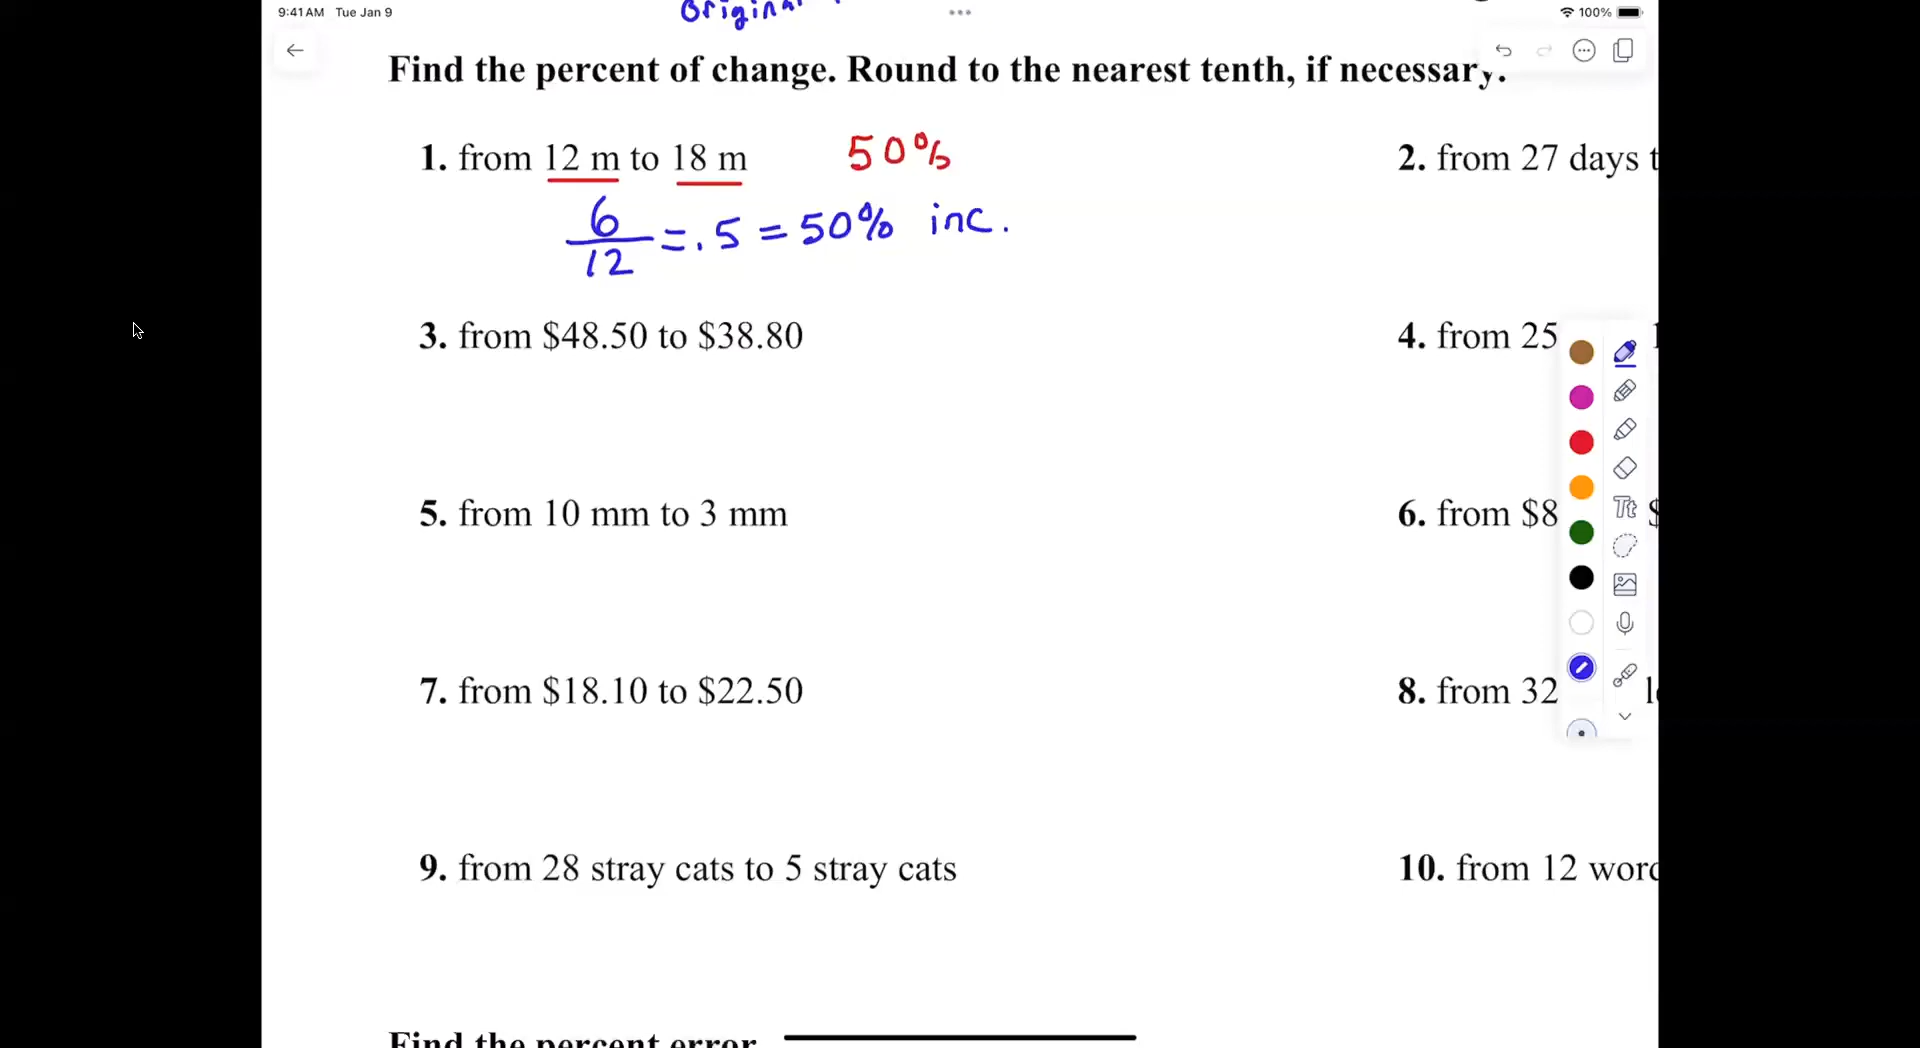 9:41 AM Tue Jan 9
100%
Find the percent of change. Round to the nearest tenth, if necessary.
1. from 12 m to 18 m 50%
6/12 = .5 = 50% inc.
2. from 27 days t
3. from $48.50 to $38.80
4. from 25
5. from 10 mm to 3 mm
6. from $8 $
7. from $18.10 to $22.50
8. from 32
9. from 28 stray cats to 5 stray cats
10. from 12 word
Tt
Find the percent error